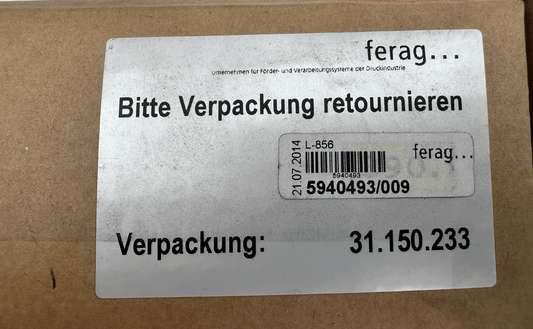 ferag...
Unternehmen für Förder- und Verarbeitungssysteme der Druckindustrie
Bitte Verpackung retournieren
21.07.2014
L-856
5940493
5940493/009
ferag...
Verpackung: 31.150.233